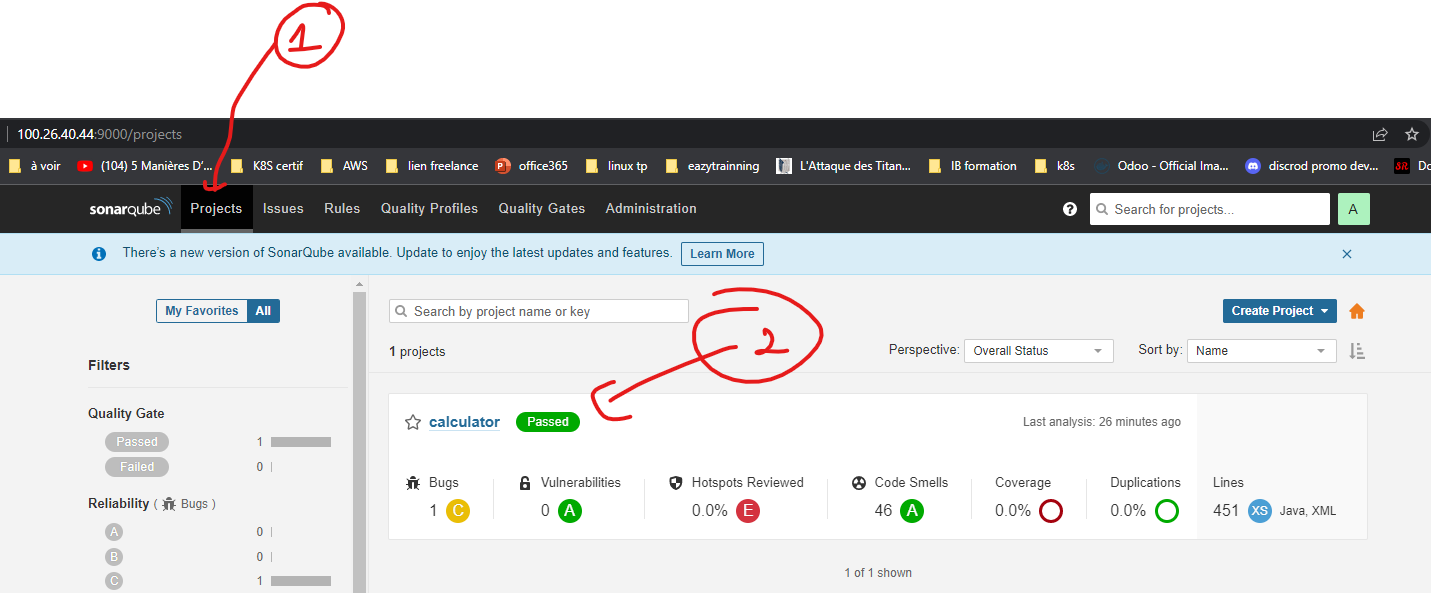 1
100.26.40.44:9000/projects
à voir (104) 5 Manières D'... K8S certif AWS lien freelance office365 linux tp eazytrainning L'Attaque des Titan... IB formation k8s Odoo - Official Ima... discrod promo dev... Do
sonarqube Projects Issues Rules Quality Profiles Quality Gates Administration ? Search for projects... A
There's a new version of SonarQube available. Update to enjoy the latest updates and features. Learn More
My Favorites All
Search by project name or key
2
Create Project
1 projects
Perspective: Overall Status
Sort by: Name
Filters
Quality Gate
Passed 1
Failed 0
Reliability ( Bugs )
A 0
B 0
C 1
calculator Passed
Last analysis: 26 minutes ago
Bugs Vulnerabilities Hotspots Reviewed Code Smells Coverage Duplications Lines
1 C 0 A 0.0% E 46 A 0.0% 0.0% 451 XS Java, XML
1 of 1 shown